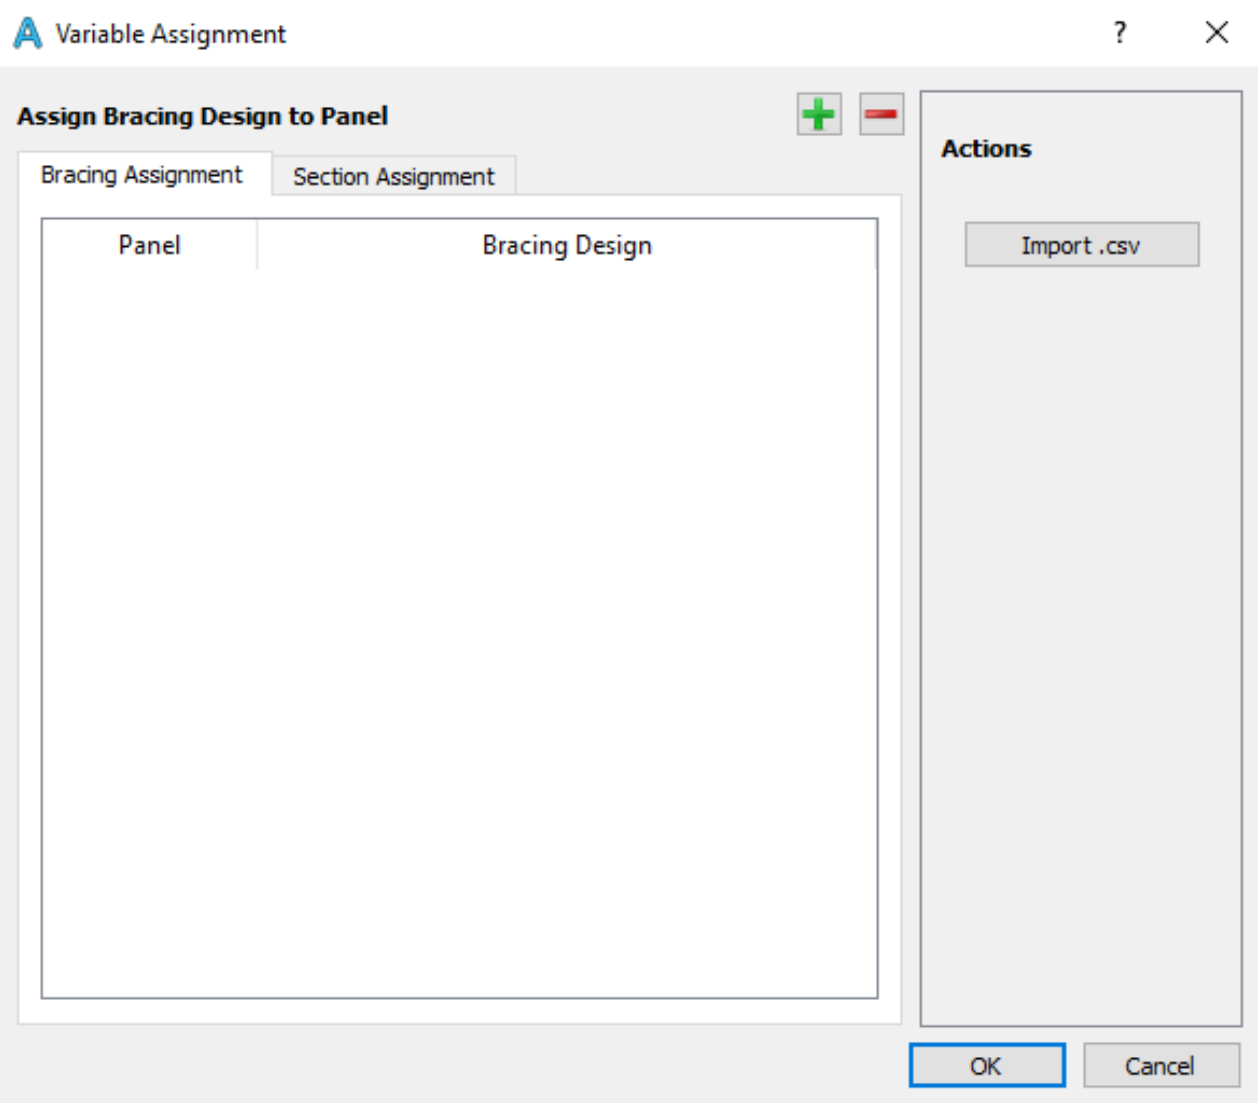 Variable Assignment
?
Assign Bracing Design to Panel
Actions
Bracing Assignment
Section Assignment
Panel
Bracing Design
Import .csv
OK
Cancel